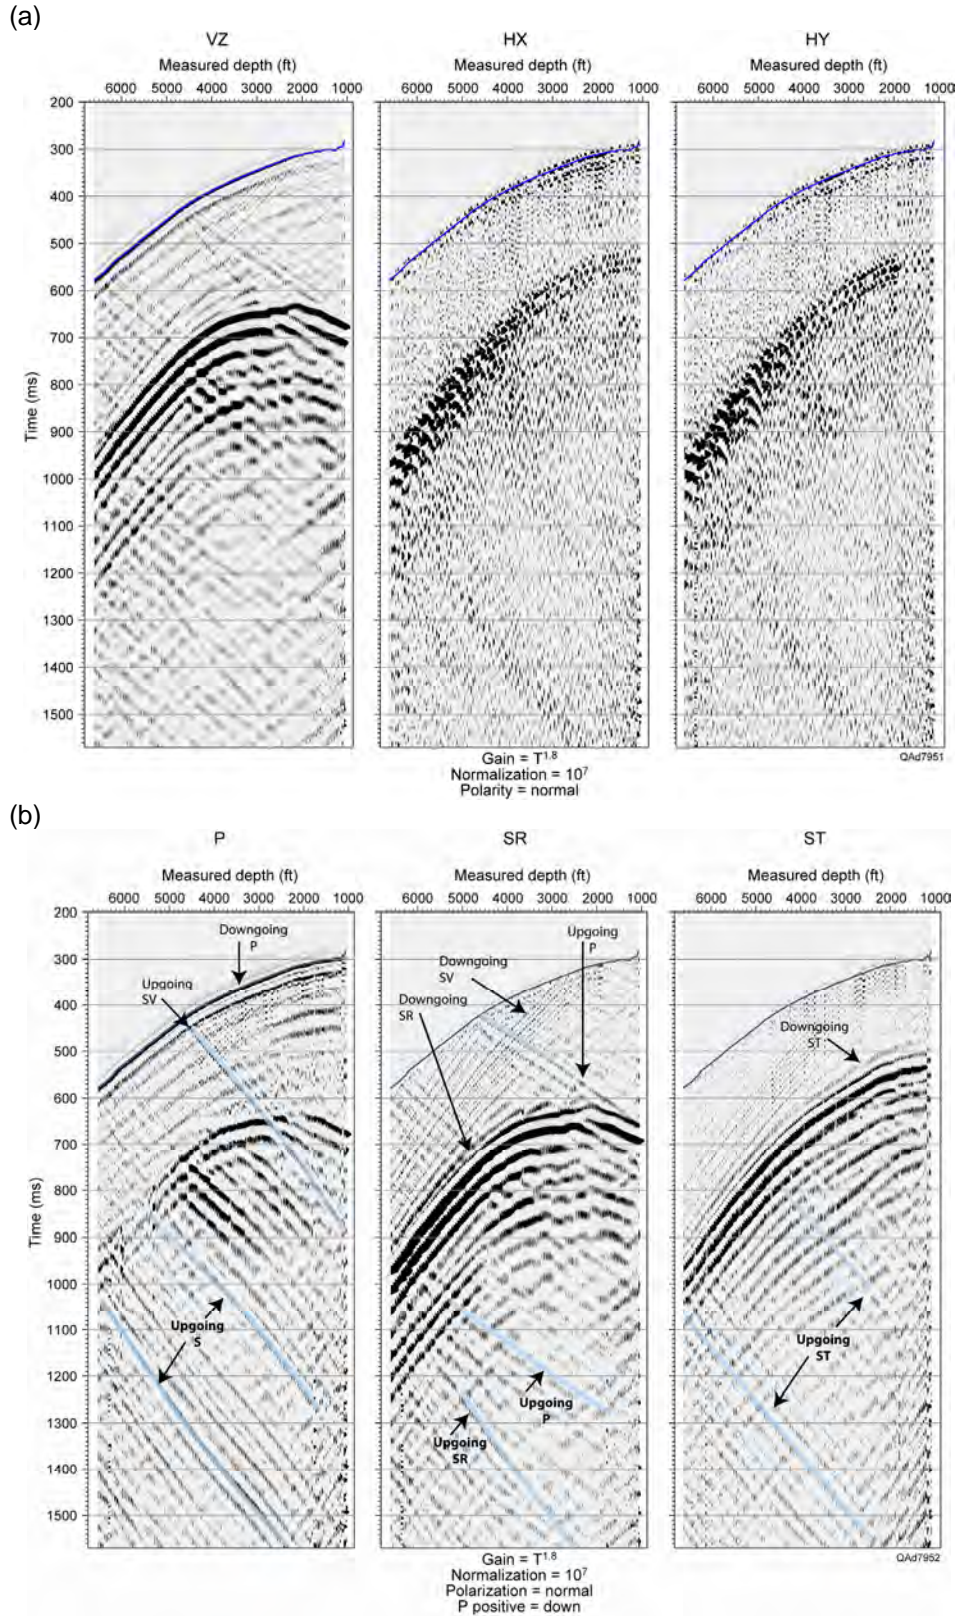 (a)
VZ HX HY
Measured depth (ft) Measured depth (ft) Measured depth (ft)
6000 5000 4000 3000 2000 1000 6000 5000 4000 3000 2000 1000 6000 5000 4000 3000 2000 1000
200
300
400
500
600
700
Time (ms)
800
900
1000
1100
1200
1300
1400
1500
QAd7951
Gain = T1.8
Normalization = 10⁷
Polarity = normal
(b)
P SR ST
Measured depth (ft) Measured depth (ft) Measured depth (ft)
6000 5000 4000 3000 2000 1000 6000 5000 4000 3000 2000 1000 6000 5000 4000 3000 2000 1000
200
Downgoing
P
Upgoing
P
300
Upgoing
SV
Downgoing
SV
400
Downgoing
SR
Downgoing
ST
500
600
700
Time (ms)
800
900
1000
1100
Upgoing
S
Upgoing
ST
1200
Upgoing
P
1300
Upgoing
SR
1400
1500
QAd7952
Gain = T1.8
Normalization = 10⁷
Polarization = normal
P positive = down